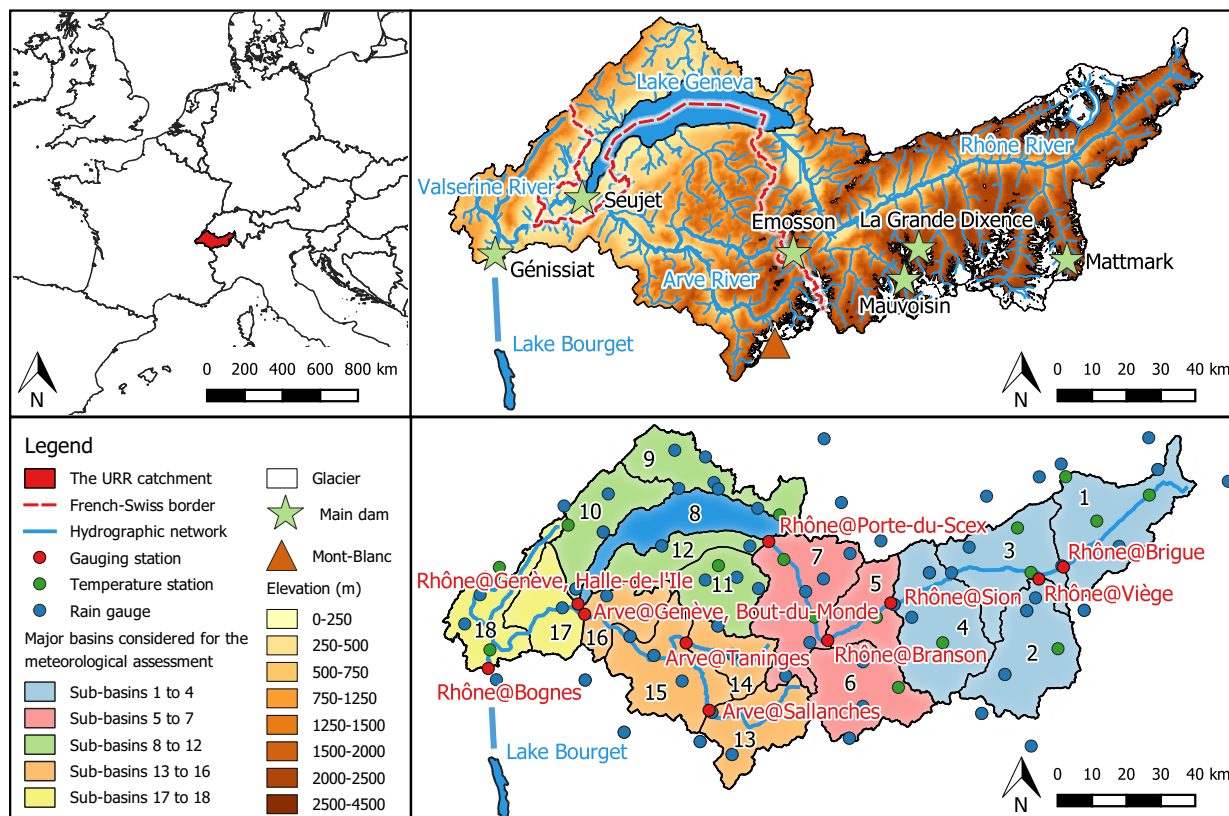 N
0 200 400 600 800 km
Lake Geneva
Rhône River
Valserine River
Seujet
Emosson
La Grande Dixence
Génissiat
Arve River
Mattmark
Mauvoisin
Lake Bourget
N
0 10 20 30 40 km
Legend
The URR catchment
French-Swiss border
Hydrographic network
Gauging station
Temperature station
Rain gauge
Major basins considered for the
meteorological assessment
Sub-basins 1 to 4
Sub-basins 5 to 7
Sub-basins 8 to 12
Sub-basins 13 to 16
Sub-basins 17 to 18
Glacier
Main dam
Mont-Blanc
Elevation (m)
0-250
250-500
500-750
750-1250
1250-1500
1500-2000
2000-2500
2500-4500
9
1
10
8
Rhône@Porte-du-Scex
12
7
3
Rhône@Brigue
Rhône@Genève, Halle-de-l'Ile
11
5
Rhône@Viège
Arve@Genève, Bout-du-Monde
Rhône@Sion
18
17
16
4
Arve@Taninges
Rhône@Branson
2
Rhône@Bognes
15
14
6
Arve@Sallanches
13
Lake Bourget
N
0 10 20 30 40 km